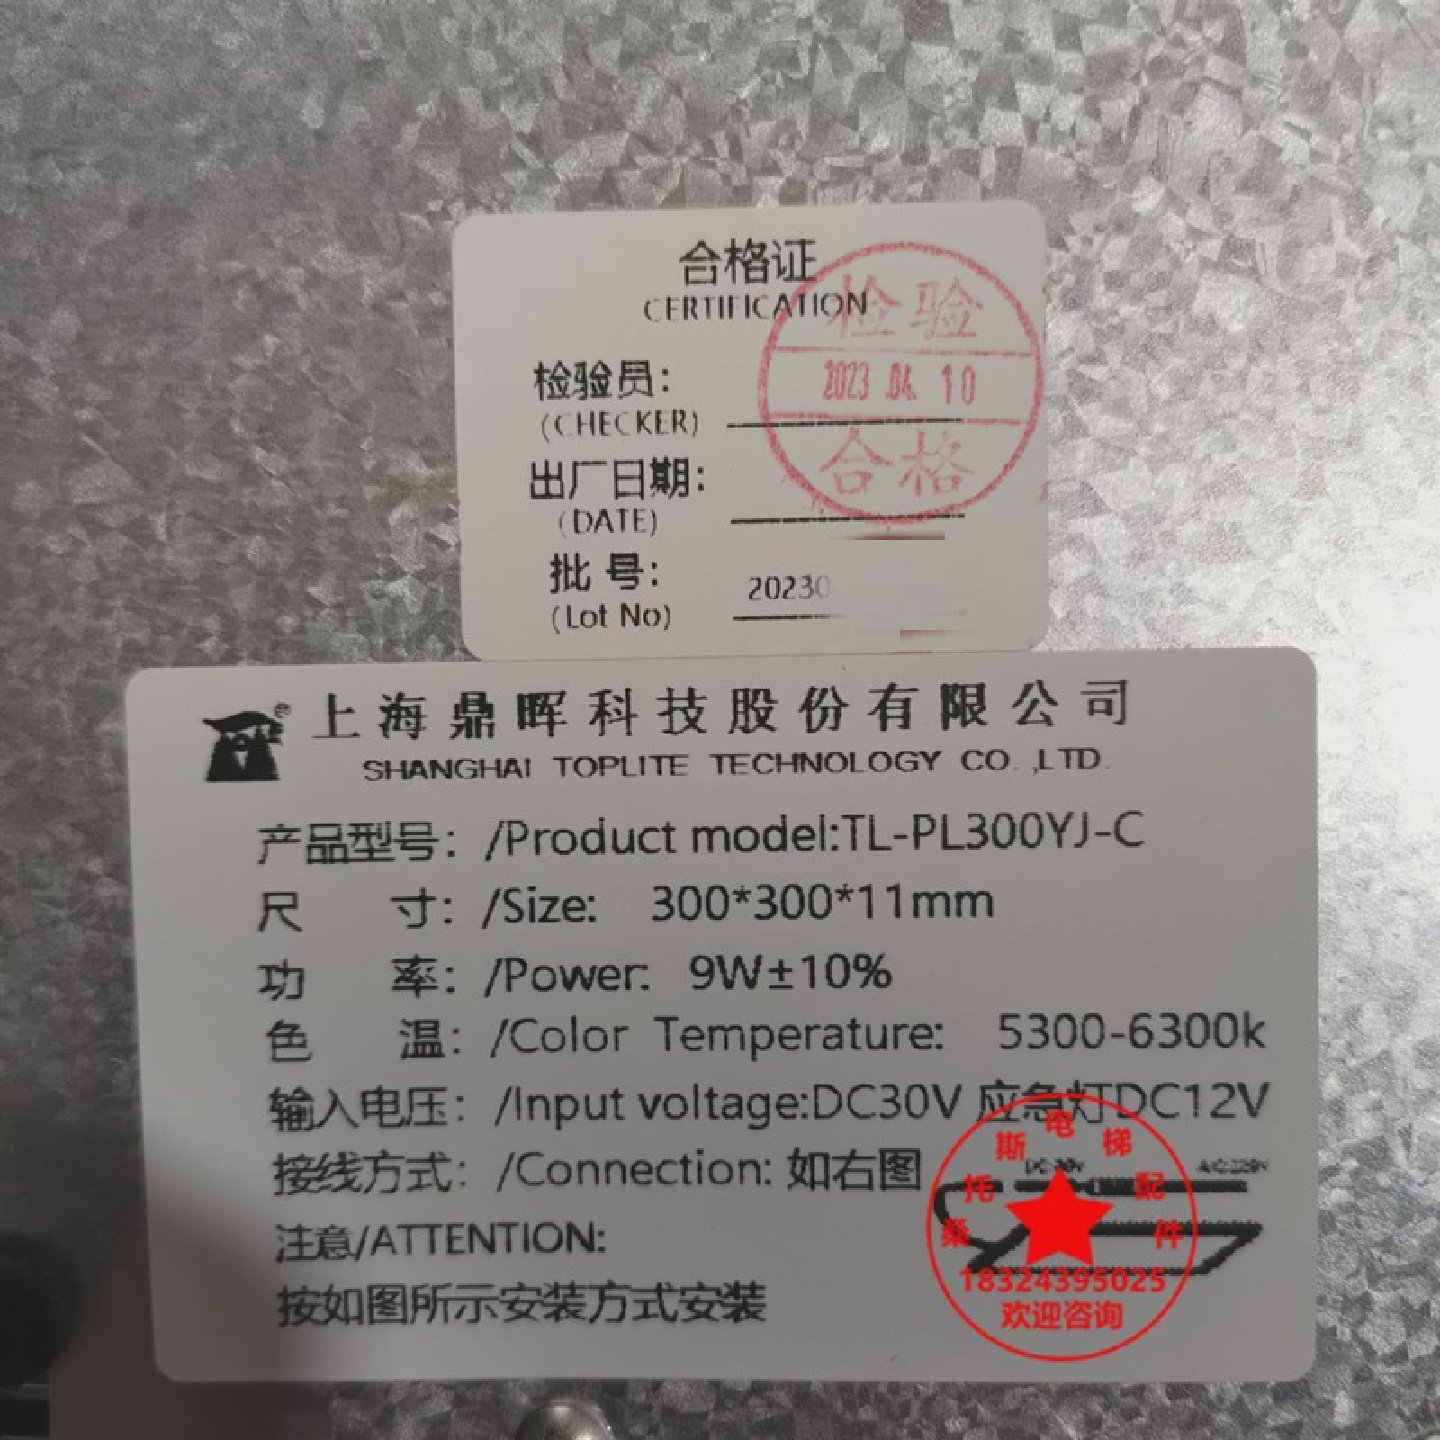 合格证
CERTIFICATION
检验
2023.04.10
合格
检验员:
(CHECKER)
出厂日期:
(DATE)
批 号:
(Lot No)
20230
上海鼎晖科技股份有限公司
SHANGHAI TOPLITE TECHNOLOGY CO.,LTD.
产品型号: /Product model:TL-PL300YJ-C
尺 寸: /Size: 300*300*11mm
功 率: /Power: 9W±10%
色 温: /Color Temperature: 5300-6300k
输入电压: /Input voltage:DC30V 应急灯DC12V
接线方式: /Connection: 如右图
DC:30V AC:220V
注意/ATTENTION:
按如图所示安装方式安装
桑托斯电梯配件
18324395025
欢迎咨询